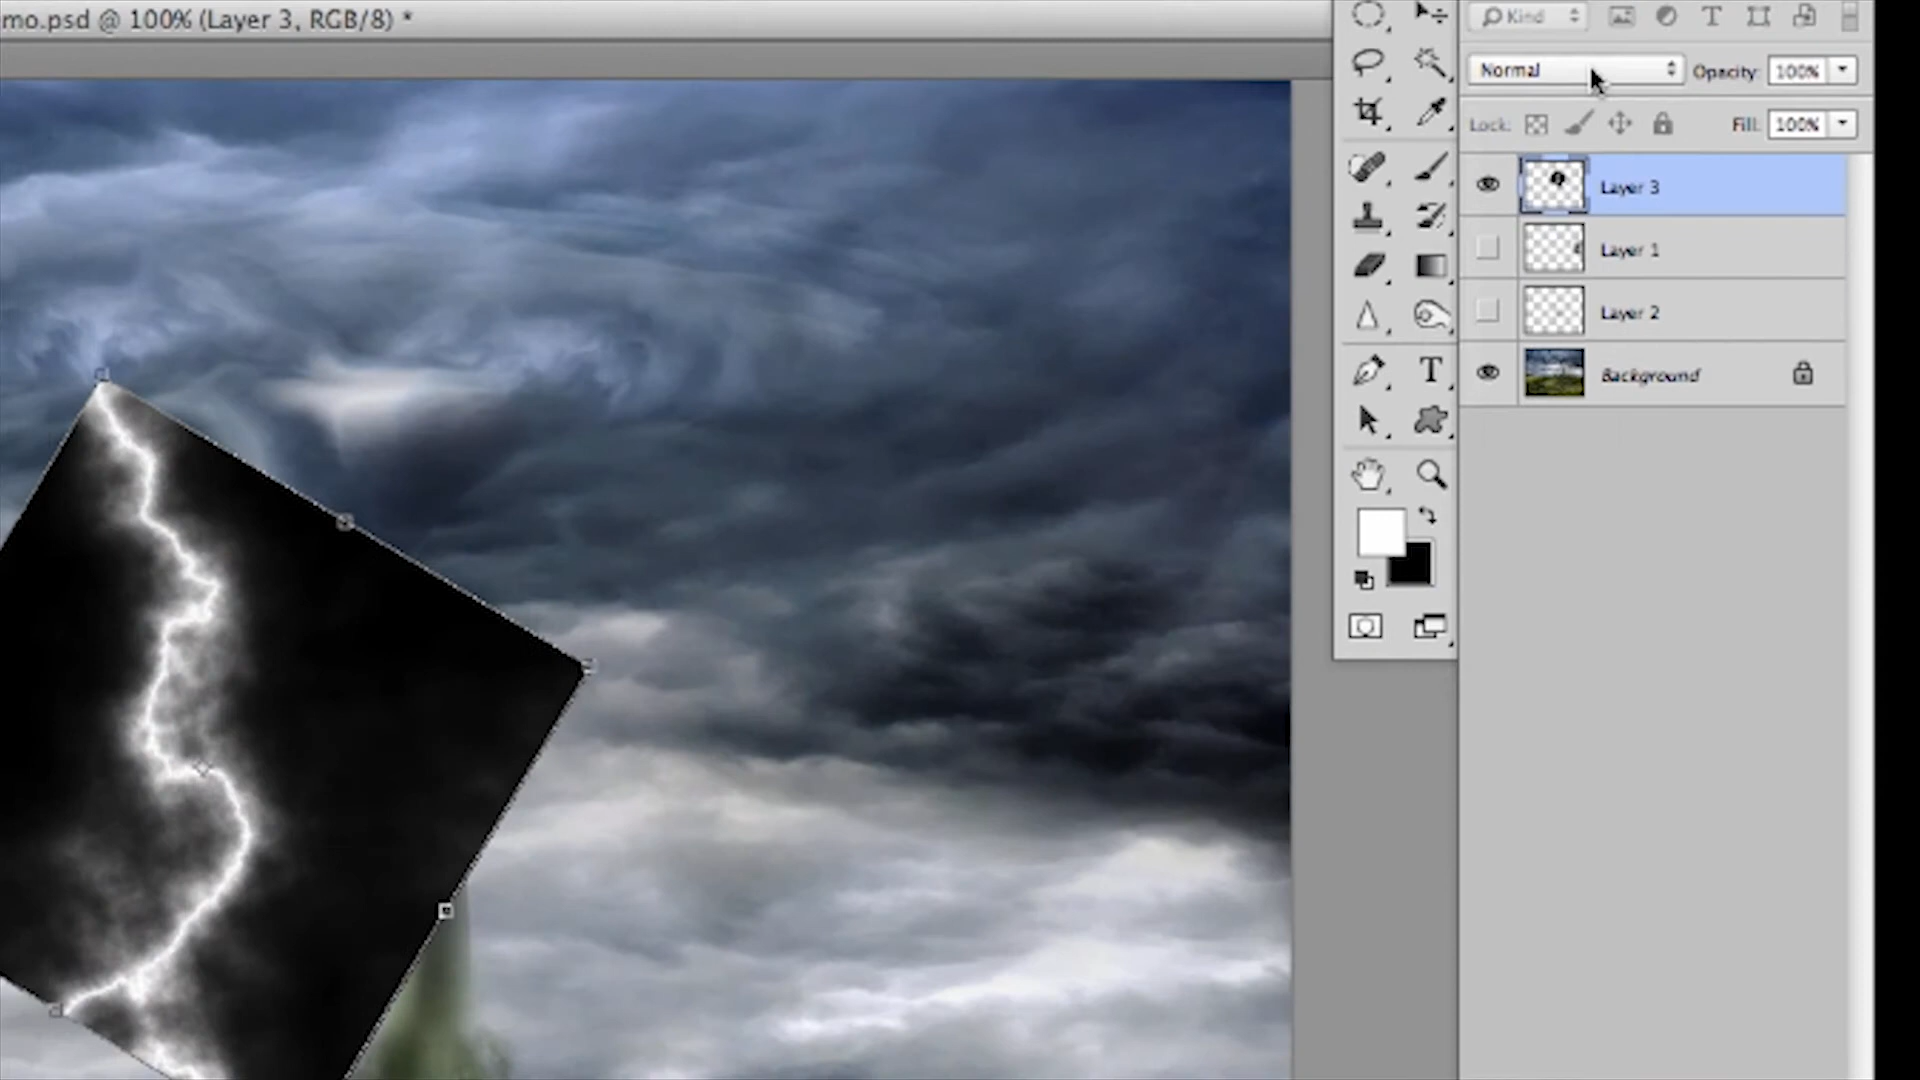 mo.psd @ 100% (Layer 3, RGB/8) *
Kind
Normal
Opacity: 100%
Lock:
Fill: 100%
Layer 3
Layer 1
Layer 2
Background